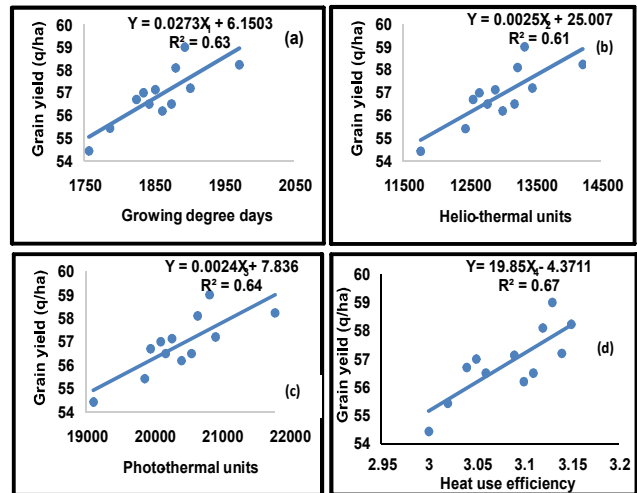 Y = 0.0273X1 + 6.1503
R² = 0.63
(a)
Grain yield (q/ha)
60
59
58
57
56
55
54
1750
1850
1950
2050
Growing degree days
Y = 0.0025X2 + 25.007
R² = 0.61
(b)
Grain yield (q/ha)
60
59
58
57
56
55
54
11500
12500
13500
14500
Helio-thermal units
Y = 0.0024X3+ 7.836
R² = 0.64
(c)
Grain yield (q/ha)
60
59
58
57
56
55
54
19000
20000
21000
22000
Photothermal units
Y= 19.85X4- 4.3711
R² = 0.67
(d)
Grain yeild (q/ha)
60
59
58
57
56
55
54
2.95
3
3.05
3.1
3.15
3.2
Heat use efficiency